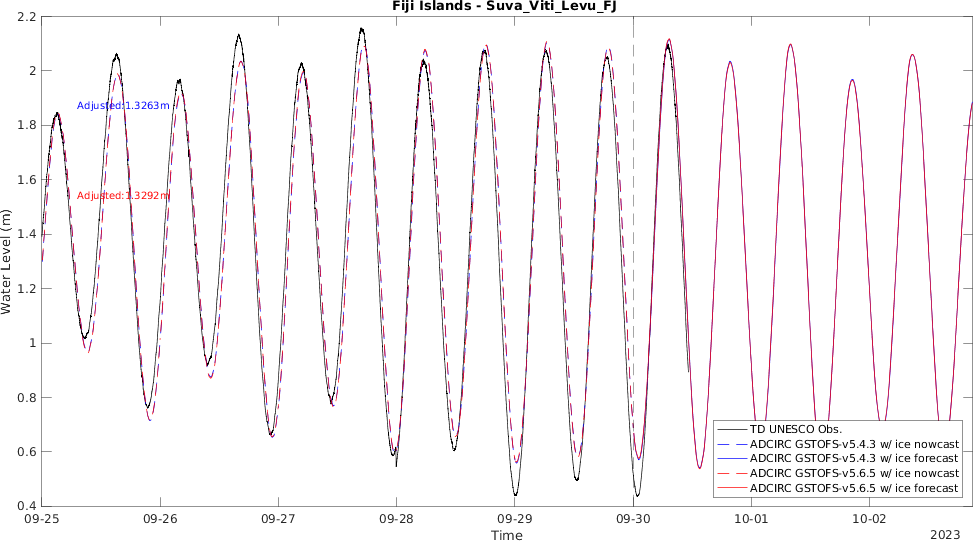 Fiji Islands - Suva_Viti_Levu_FJ
Water Level (m)
2.2
2
1.8
1.6
1.4
1.2
1
0.8
0.6
0.4
Adjusted:1.3263m
Adjusted:1.3292m
TD UNESCO Obs.
ADCIRC GSTOFS-v5.4.3 w/ ice nowcast
ADCIRC GSTOFS-v5.4.3 w/ ice forecast
ADCIRC GSTOFS-v5.6.5 w/ ice nowcast
ADCIRC GSTOFS-v5.6.5 w/ ice forecast
09-25 09-26 09-27 09-28 09-29 09-30 10-01 10-02
Time
2023